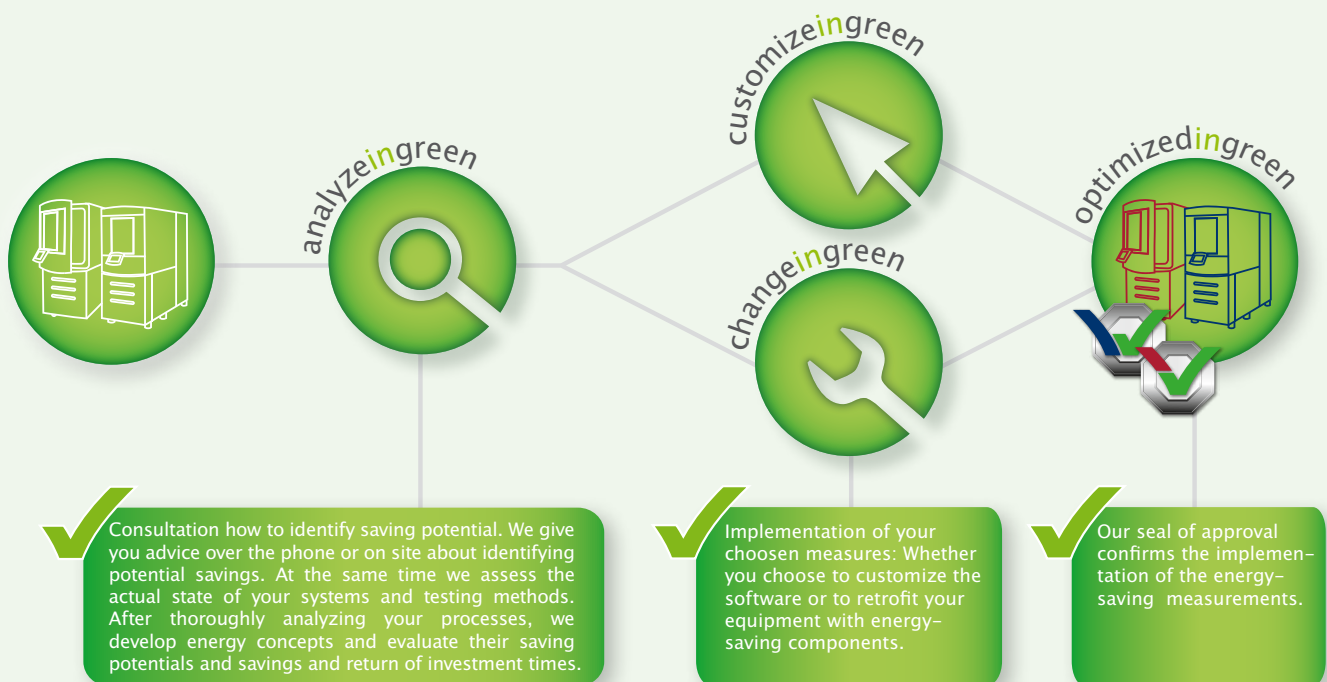 analyzeingreen
customizeingreen
changeingreen
optimizedingreen
Consultation how to identify saving potential. We give
you advice over the phone or on site about identifying
potential savings. At the same time we assess the
actual state of your systems and testing methods.
After thoroughly analyzing your processes, we
develop energy concepts and evaluate their saving
potentials and savings and return of investment times.
Implementation of your
choosen measures: Whether
you choose to customize the
software or to retrofit your
equipment with energy-
saving components.
Our seal of approval
confirms the implemen-
tation of the energy-
saving measurements.